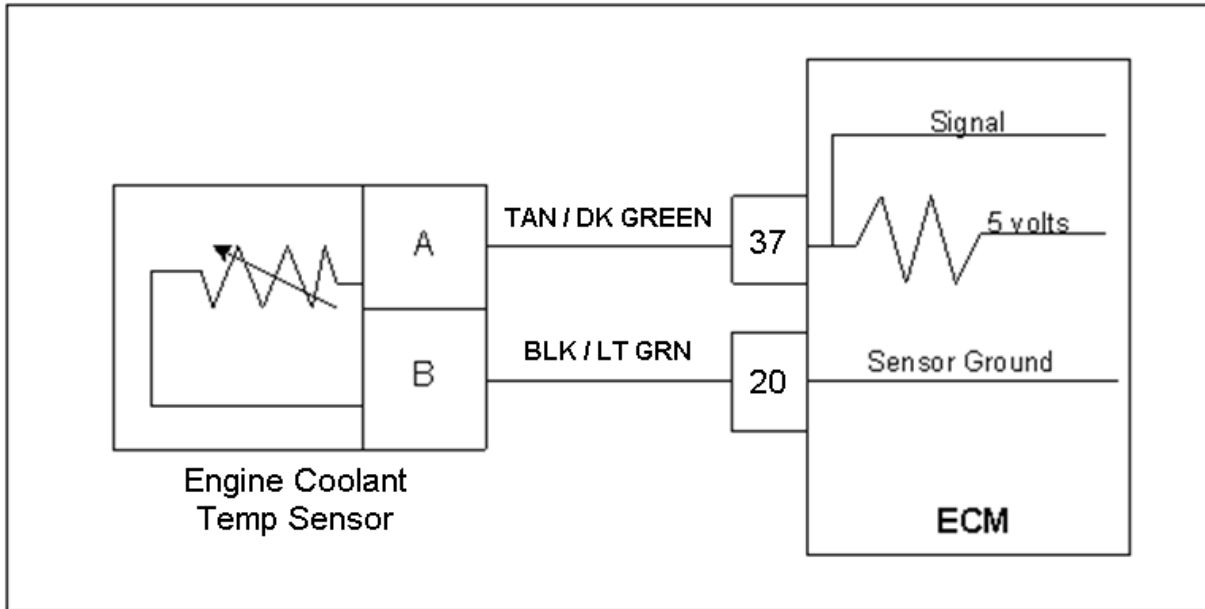 Signal
TAN / DK GREEN
A
37
5 volts
BLK / LT GRN
B
20
Sensor Ground
Engine Coolant
Temp Sensor
ECM